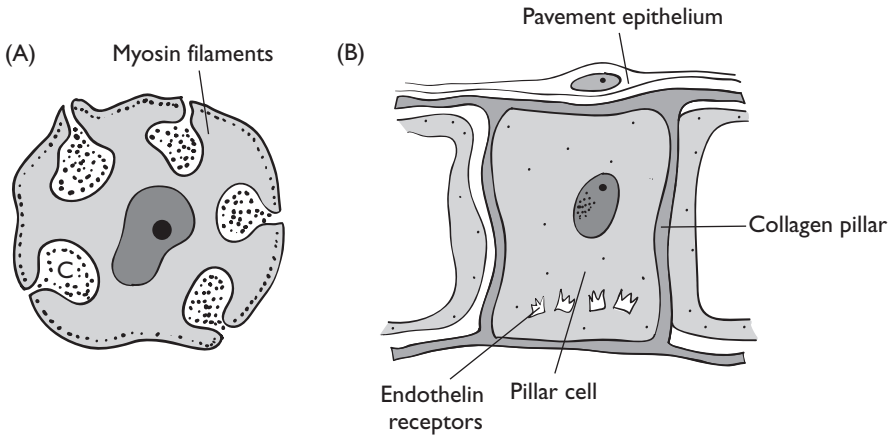 (A)
Myosin filaments
C
(B)
Pavement epithelium
Collagen pillar
Endothelin
receptors
Pillar cell